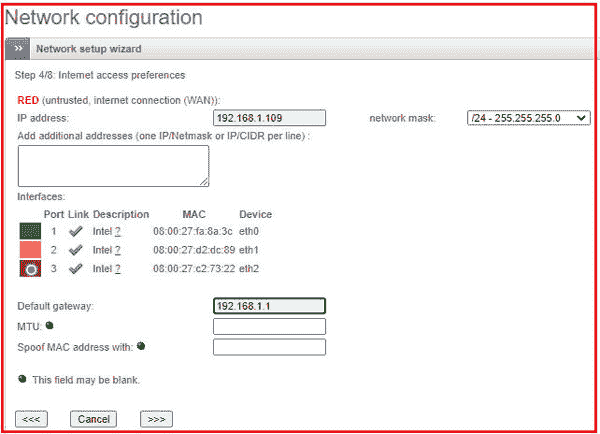 Network configuration
>> Network setup wizard
Step 4/8: Internet access preferences
RED (untrusted, internet connection (WAN)):
IP address: 192.168.1.109 network mask: /24 - 255.255.255.0
Add additional addresses (one IP/Netmask or IP/CIDR per line) :
Interfaces:
Port Link Description MAC Device
1 Intel ? 08:00:27:fa:8a:3c eth0
2 Intel ? 08:00:27:d2:dc:89 eth1
3 Intel ? 08:00:27:c2:73:22 eth2
Default gateway: 192.168.1.1
MTU:
Spoof MAC address with:
This field may be blank.
<<< Cancel >>>